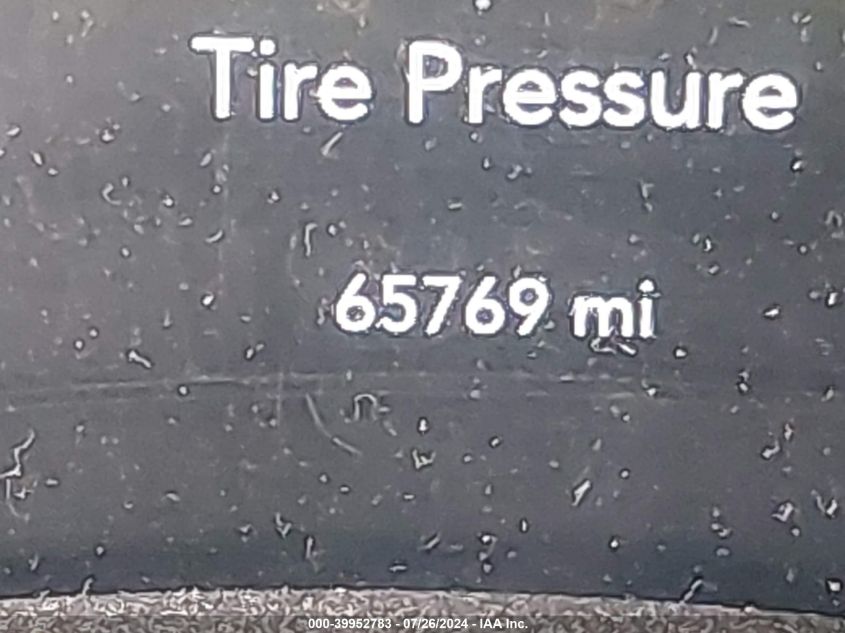 Tire Pressure
65769 mi
000-39952783 - 07/26/2024 - IAA Inc.